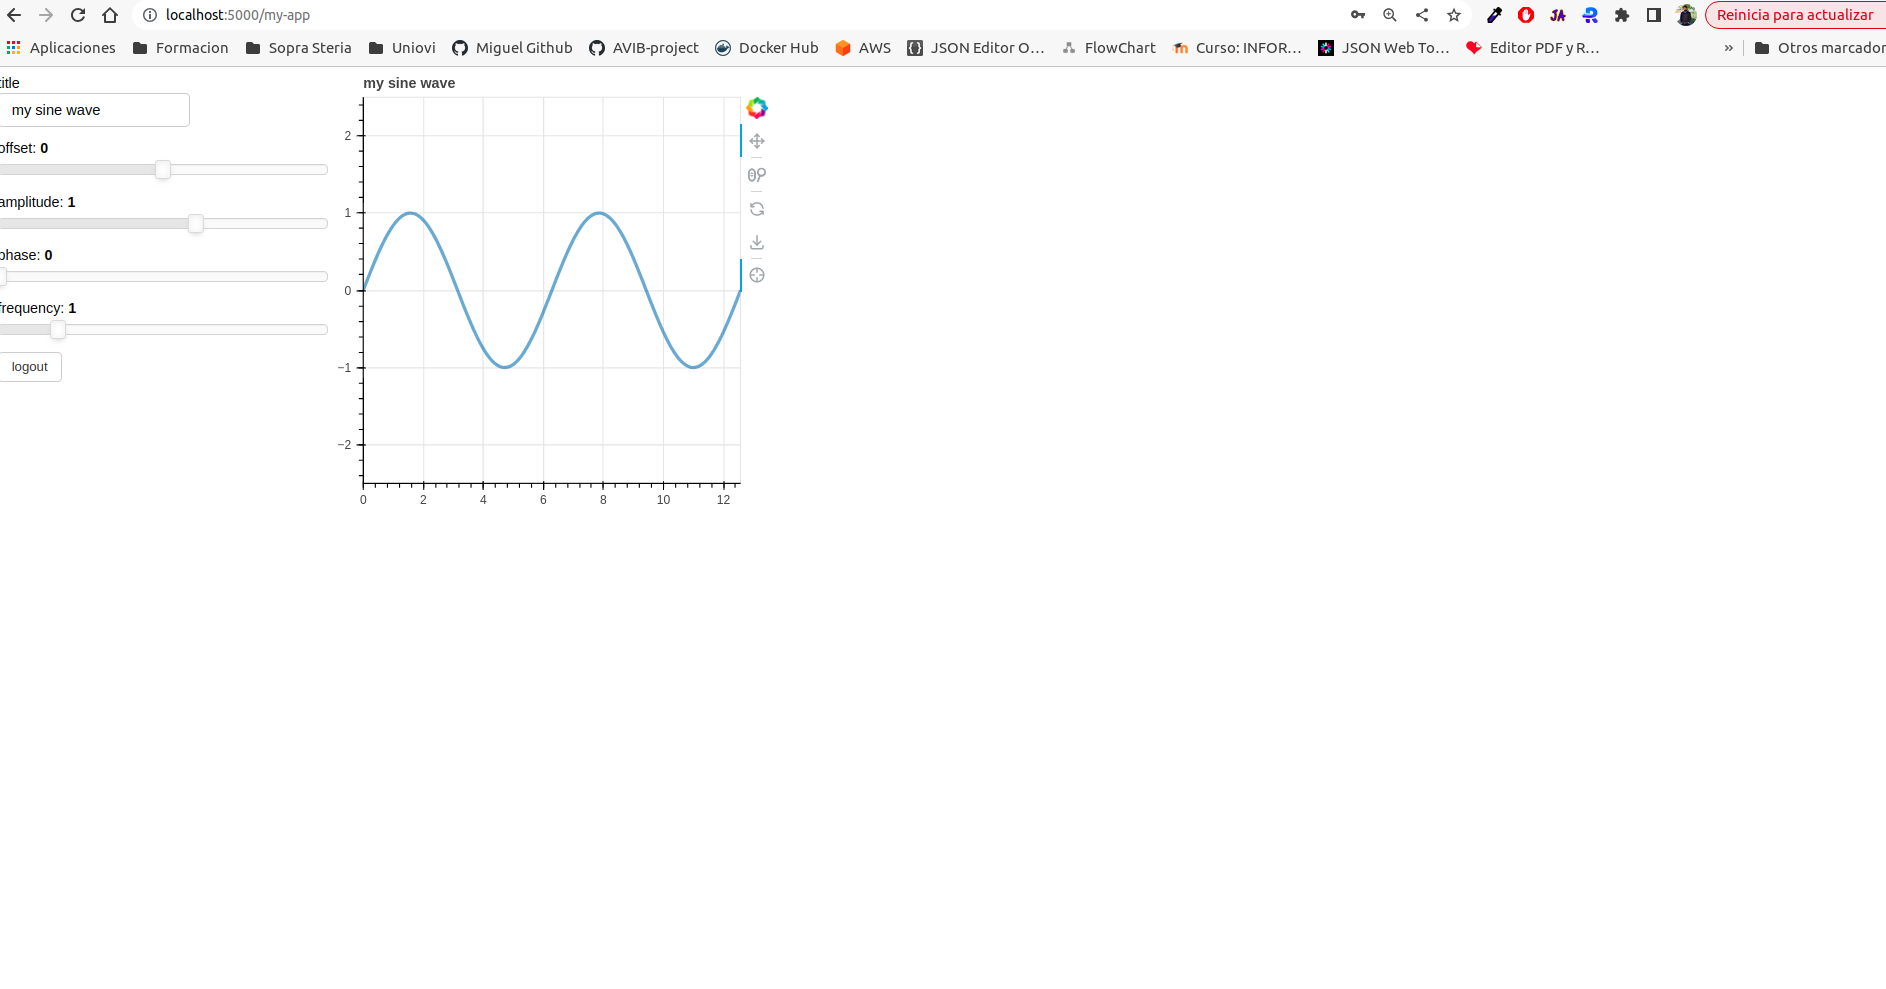 localhost:5000/my-app
Reinicia para actualizar
Aplicaciones Formacion Sopra Steria Uniovi Miguel Github AVIB-project Docker Hub AWS JSON Editor O... FlowChart Curso: INFOR... JSON Web To... Editor PDF y R... » Otros marcador
title
my sine wave
offset: 0
amplitude: 1
phase: 0
frequency: 1
logout
my sine wave
2
1
0
−1
−2
0 2 4 6 8 10 12